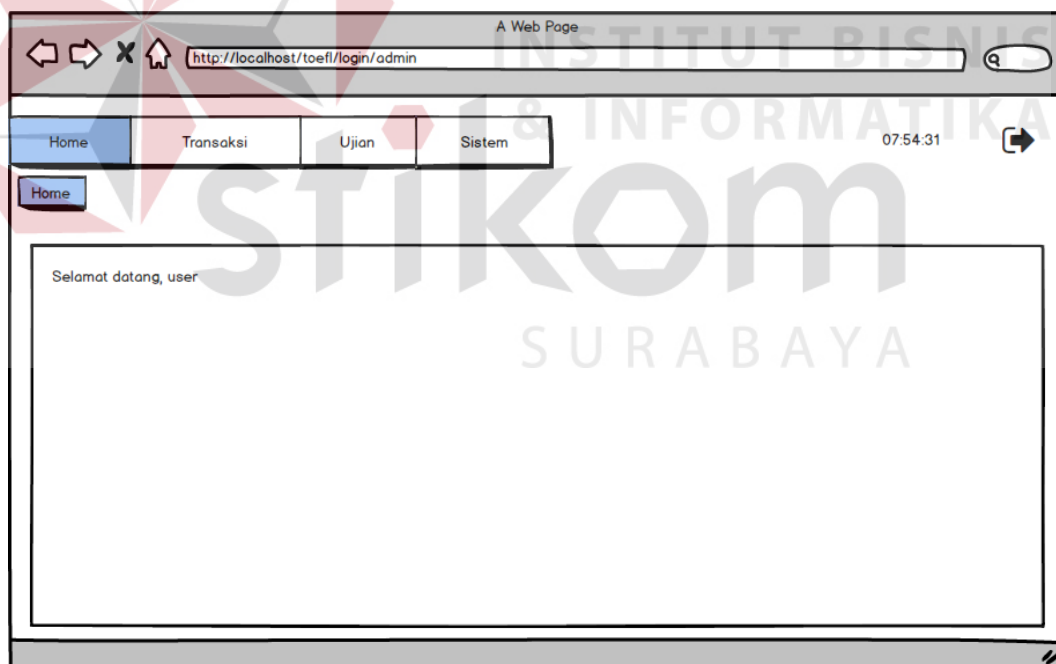 A Web Page
http://localhost/toefl/login/admin
INSTITUT BISNIS
& INFORMATIKA
Home Transaksi Ujian Sistem 07:54:31
Home
stikom
Selamat datang, user
SURABAYA